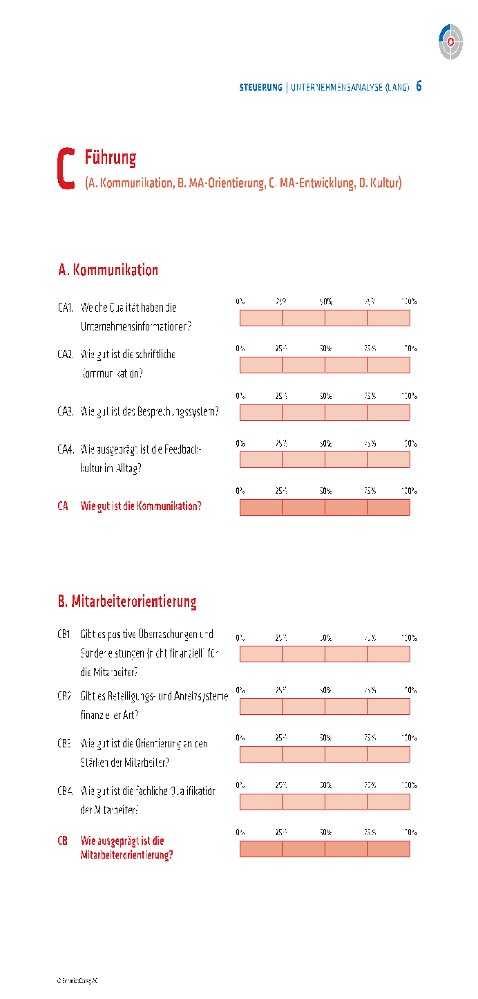 STEUERUNG | UNTERNEHMENSANALYSE (LANG) 6
C Führung
(A. Kommunikation, B. MA-Orientierung, C. MA-Entwicklung, D. Kultur)
A. Kommunikation
0% 25% 50% 75% 100%
CA1. Welche Qualität haben die
Unternehmensinformationen?
0% 25% 50% 75% 100%
CA2. Wie gut ist die schriftliche
Kommunikation?
0% 25% 50% 75% 100%
CA3. Wie gut ist das Besprechungssystem?
0% 25% 50% 75% 100%
CA4. Wie ausgeprägt ist die Feedback-
kultur im Alltag?
0% 25% 50% 75% 100%
CA Wie gut ist die Kommunikation?
B. Mitarbeiterorientierung
CB1 Gibt es positive Überraschungen und
0% 25% 50% 75% 100%
Sonderleistungen (nicht finanziell) für
die Mitarbeiter?
0% 25% 50% 75% 100%
CB2 Gibt es Beteiligungs- und Anreizsysteme
finanzieller Art?
0% 25% 50% 75% 100%
CB3 Wie gut ist die Orientierung an den
Stärken der Mitarbeiter?
0% 25% 50% 75% 100%
CB4. Wie gut ist die fachliche Qualifikation
der Mitarbeiter?
0% 25% 50% 75% 100%
CB Wie ausgeprägt ist die
Mitarbeiterorientierung?
© SchmidtColleg AG